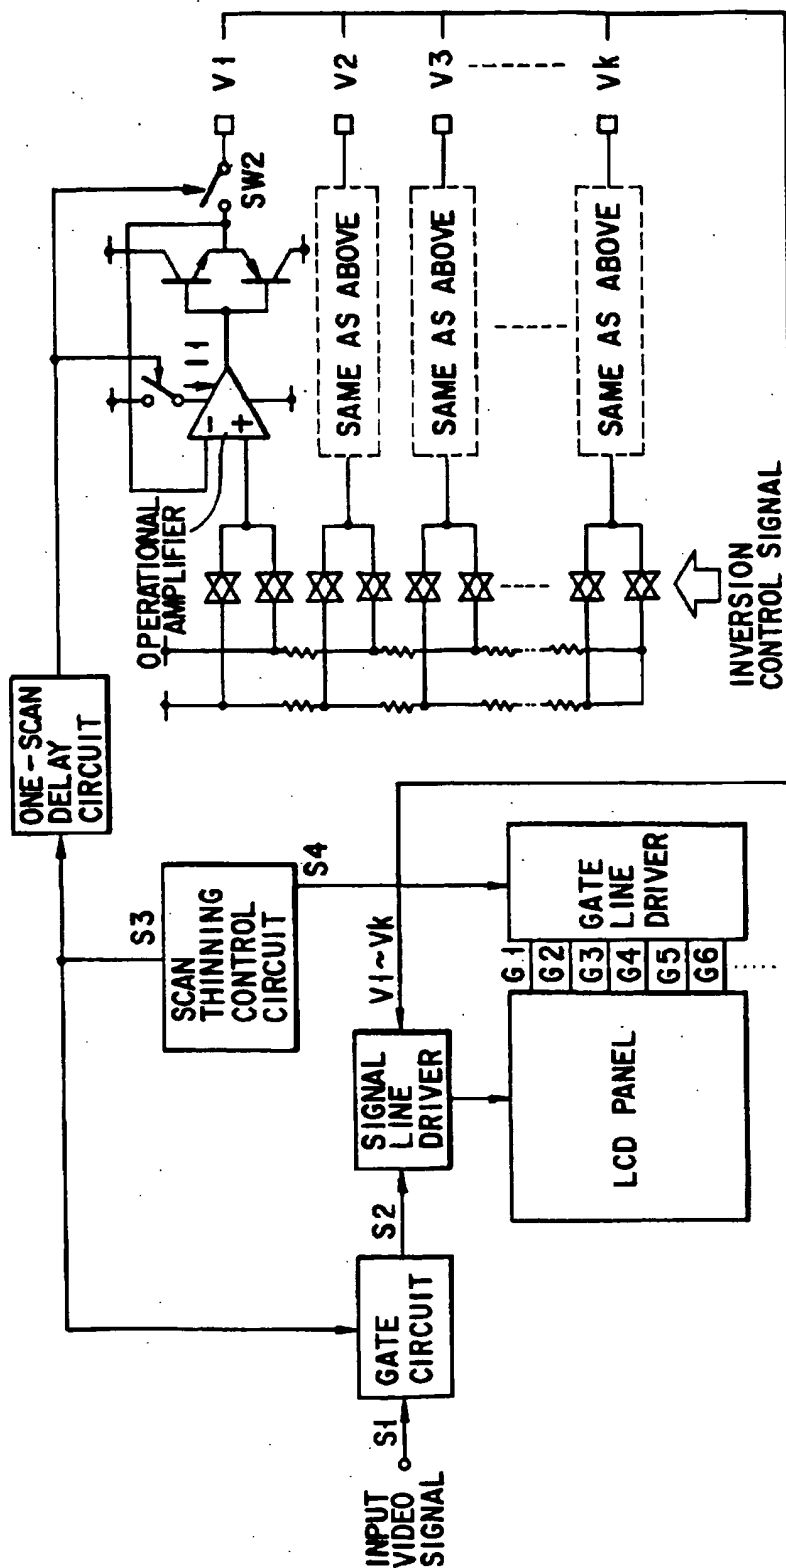 INPUT
VIDEO
SIGNAL
S1
GATE
CIRCUIT
S2
SIGNAL
LINE
DRIVER
V1~Vk
SCAN
THINNING
CONTROL
CIRCUIT
S3
S4
ONE-SCAN
DELAY
CIRCUIT
LCD PANEL
G1
G2
G3
G4
G5
G6
GATE
LINE
DRIVER
OPERATIONAL
AMPLIFIER
I1
-
+
SW2
V1
SAME AS ABOVE
V2
SAME AS ABOVE
V3
SAME AS ABOVE
Vk
INVERSION
CONTROL SIGNAL